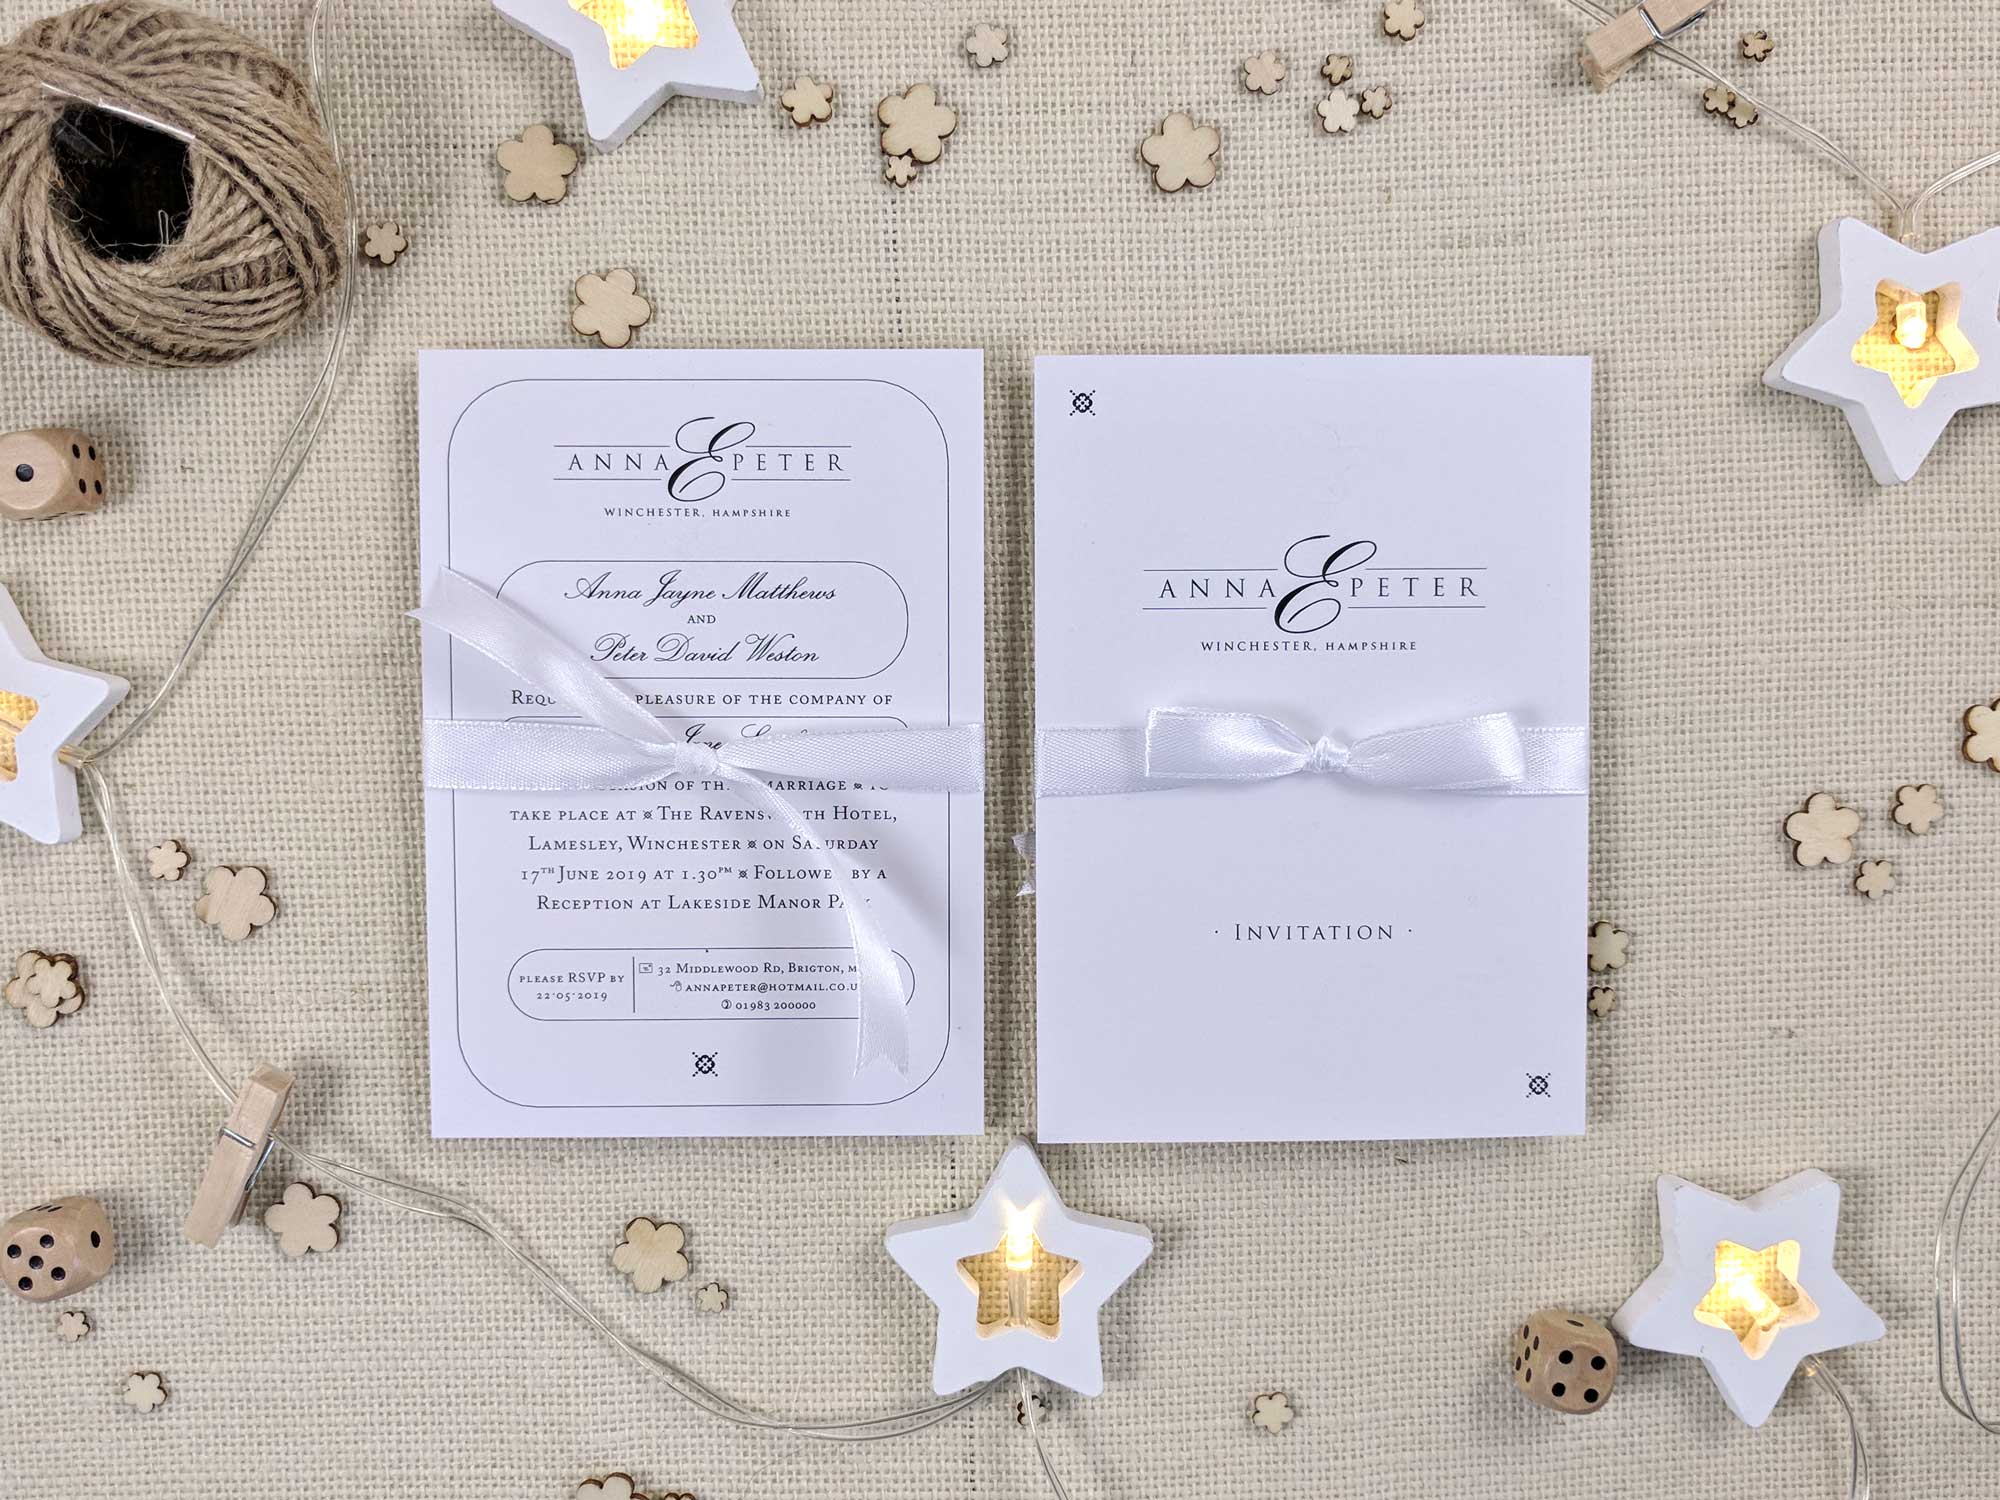 ANNA E PETER
WINCHESTER, HAMPSHIRE
Anna Jayne Matthews
AND
Peter David Weston
PLEASURE OF THE COMPANY OF
OF MARRIAGE
TAKE PLACE AT THE HOTEL,
LAMESLEY, WINCHESTER ON SATURDAY
17TH JUNE 2019 AT 1.30PM FOLLOWED BY A
RECEPTION AT LAKESIDE MANOR
PLEASE RSVP BY
22·05·2019
32 MIDDLEWOOD RD, BRIGTON,
ANNAPETER@HOTMAIL.CO.U
01983 200000
ANNA E PETER
WINCHESTER, HAMPSHIRE
· INVITATION ·